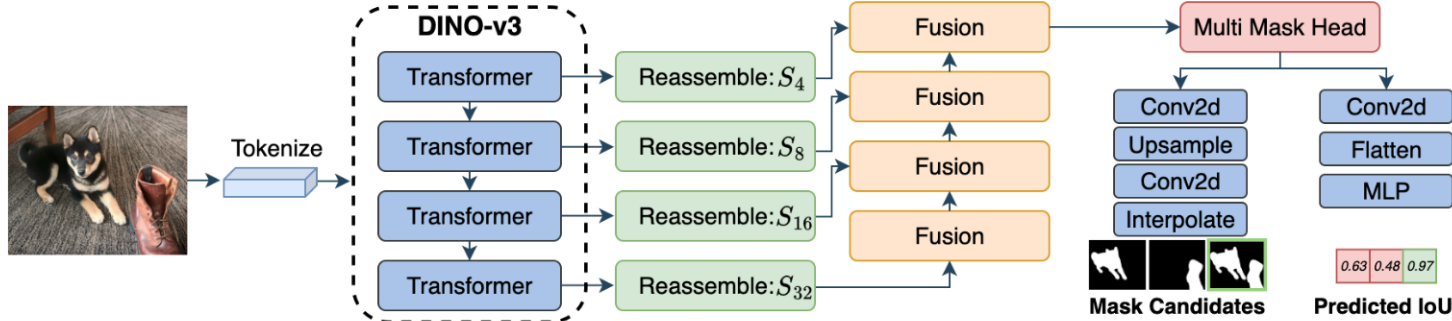 DINO-v3
Tokenize
Transformer
Transformer
Transformer
Transformer
Reassemble: S4
Reassemble: S8
Reassemble: S16
Reassemble: S32
Fusion
Fusion
Fusion
Fusion
Multi Mask Head
Conv2d
Upsample
Conv2d
Interpolate
Mask Candidates
Conv2d
Flatten
MLP
0.63 0.48 0.97
Predicted IoU